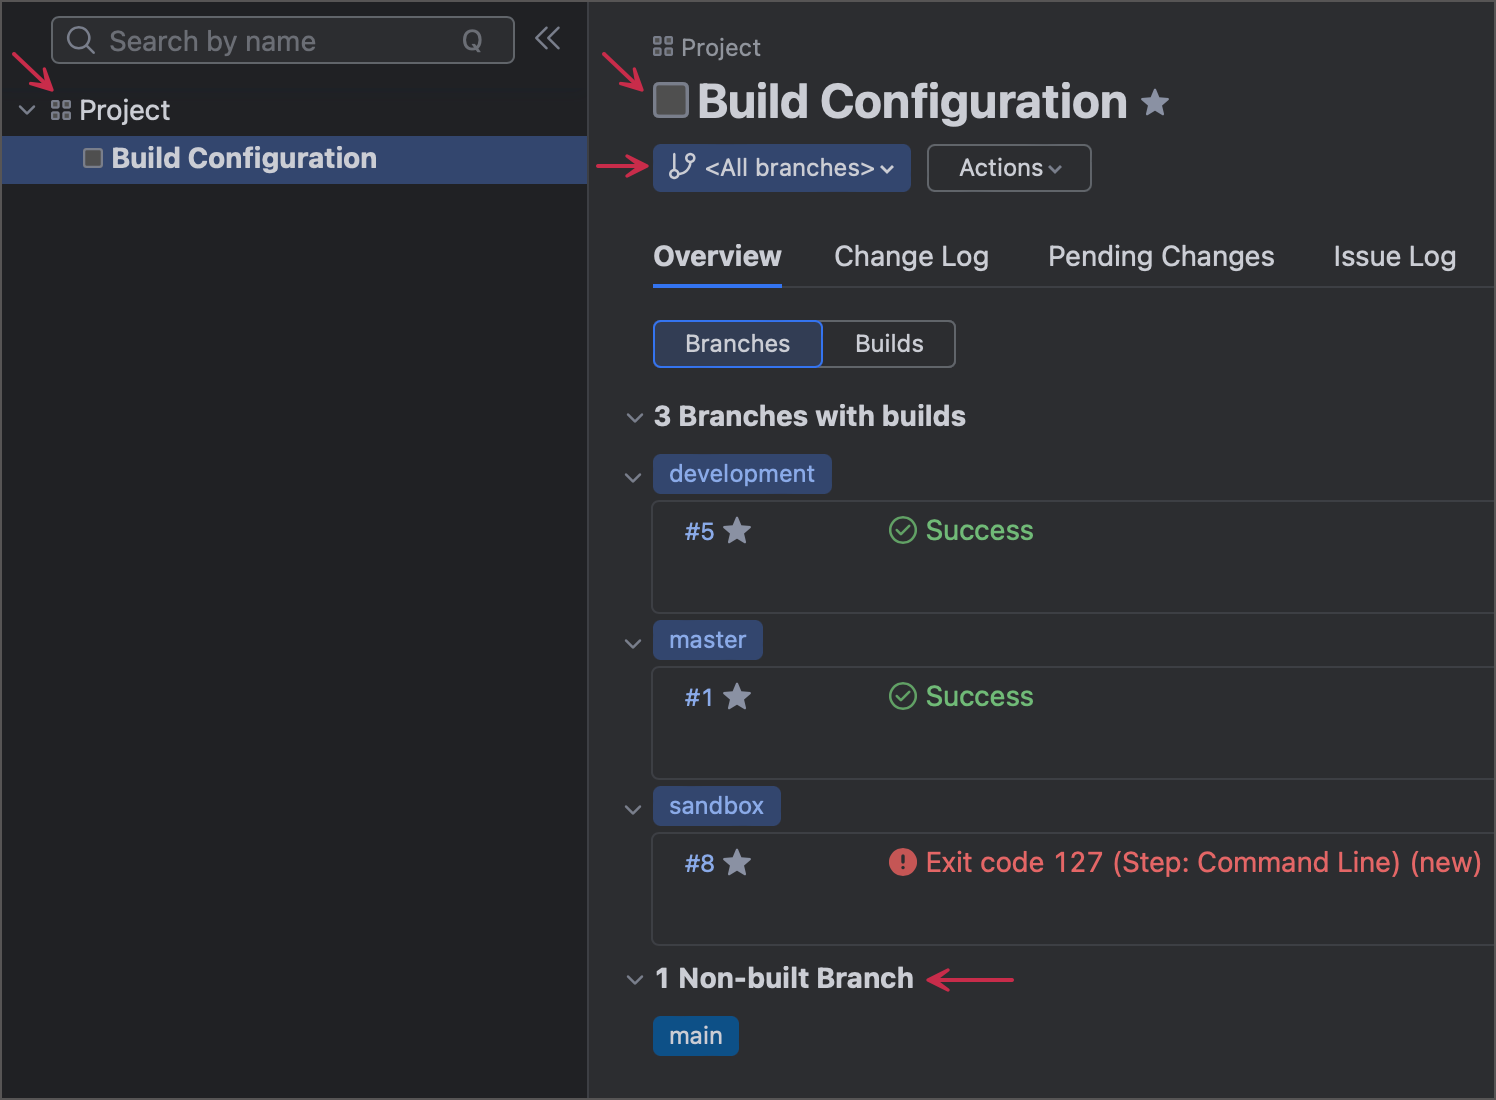 Search by name Q
Project
Build Configuration
Project
Build Configuration
<All branches> Actions
Overview Change Log Pending Changes Issue Log
Branches Builds
3 Branches with builds
development
#5 Success
master
#1 Success
sandbox
#8 Exit code 127 (Step: Command Line) (new)
1 Non-built Branch
main